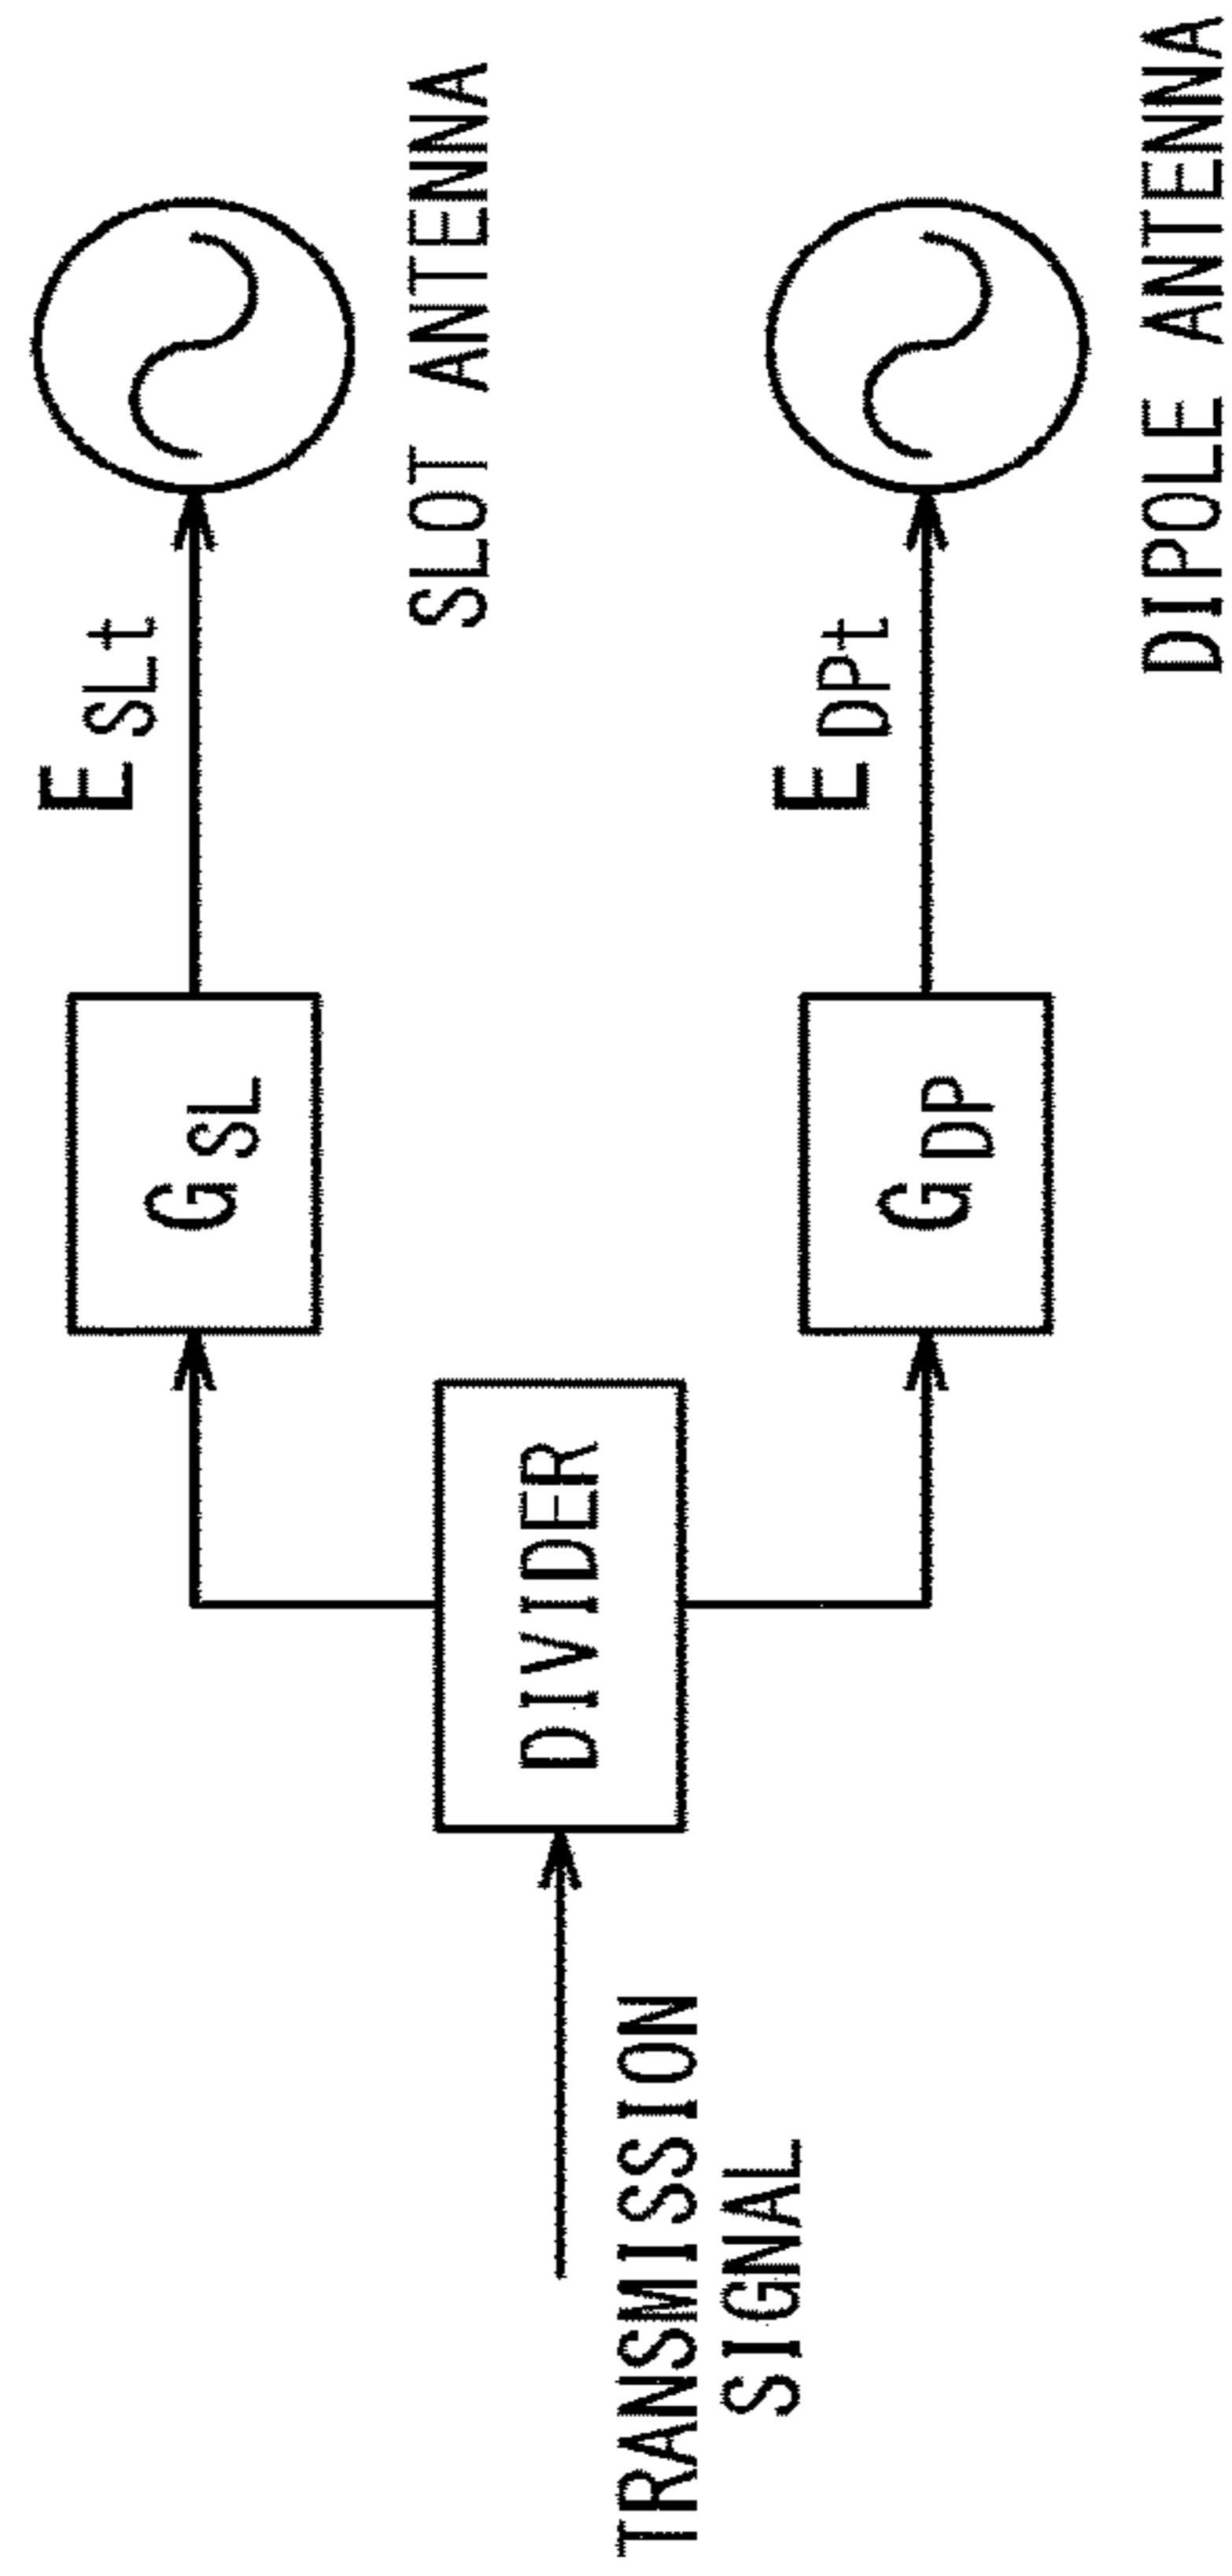 TRANSMISSION
SIGNAL
DIVIDER
G SL
E SLt
SLOT ANTENNA
G DP
E DPt
DIPOLE ANTENNA